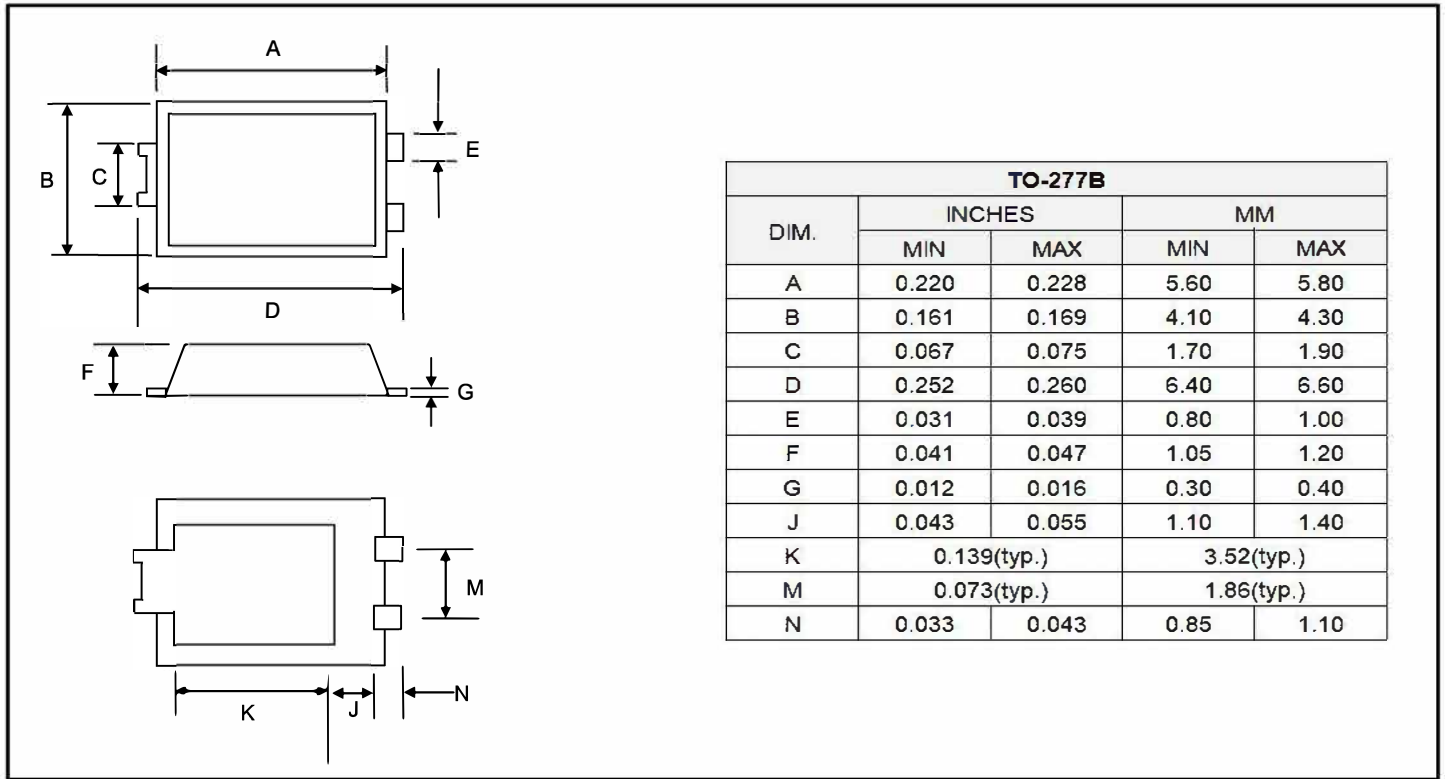 A
B
C
E
D
F
G
M
K
J
N
TO-277B
DIM.
INCHES
MM
MIN
MAX
MIN
MAX
A 0.220 0.228 5.60 5.80
B 0.161 0.169 4.10 4.30
C 0.067 0.075 1.70 1.90
D 0.252 0.260 6.40 6.60
E 0.031 0.039 0.80 1.00
F 0.041 0.047 1.05 1.20
G 0.012 0.016 0.30 0.40
J 0.043 0.055 1.10 1.40
K 0.139(typ.) 3.52(typ.)
M 0.073(typ.) 1.86(typ.)
N 0.033 0.043 0.85 1.10